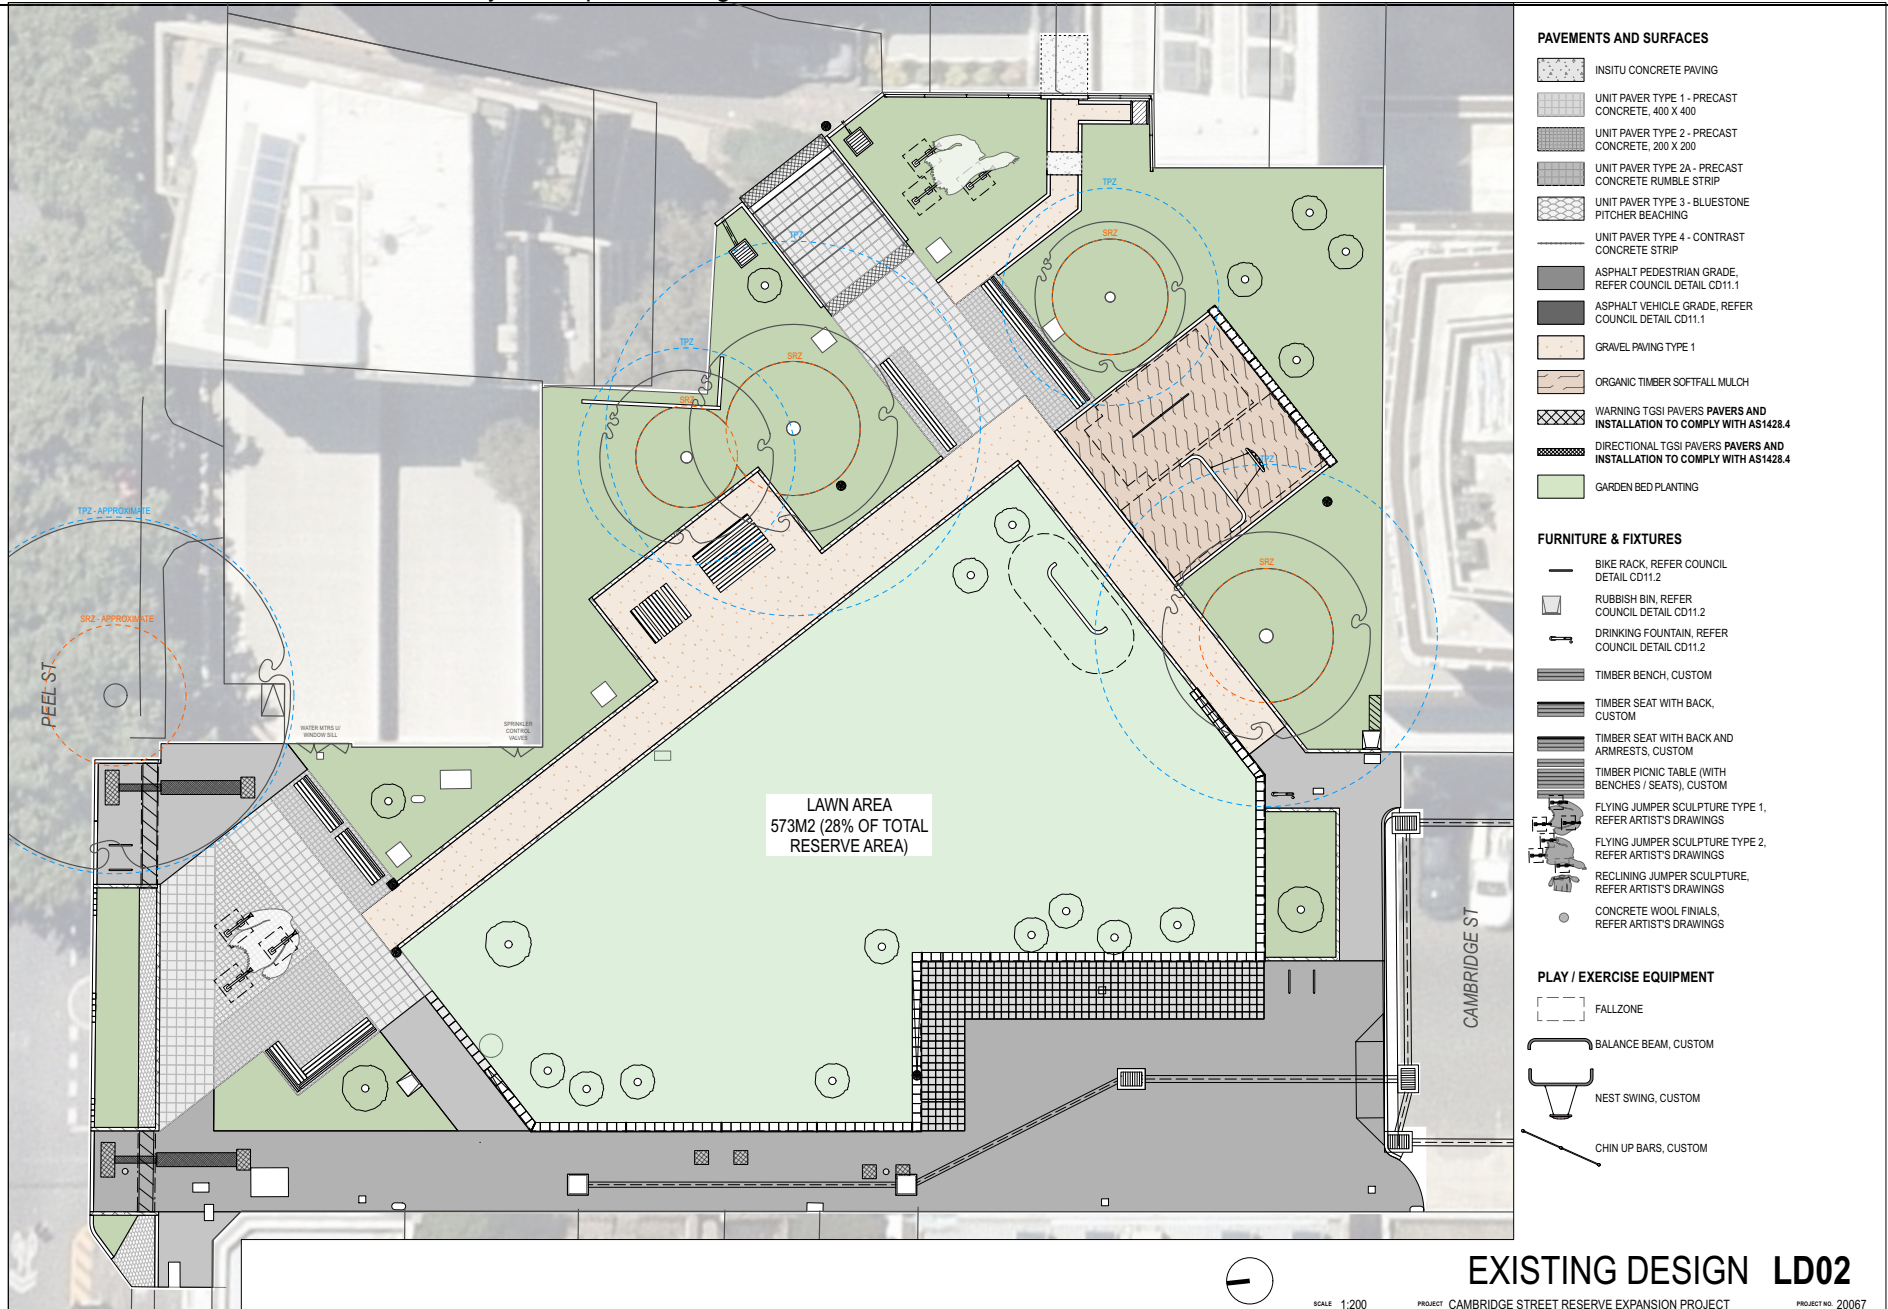 PAVEMENTS AND SURFACES
INSITU CONCRETE PAVING
UNIT PAVER TYPE 1 - PRECAST
CONCRETE, 400 X 400
UNIT PAVER TYPE 2 - PRECAST
CONCRETE, 200 X 200
UNIT PAVER TYPE 2A - PRECAST
CONCRETE RUMBLE STRIP
UNIT PAVER TYPE 3 - BLUESTONE
PITCHER BEACHING
UNIT PAVER TYPE 4 - CONTRAST
CONCRETE STRIP
ASPHALT PEDESTRIAN GRADE,
REFER COUNCIL DETAIL CD11.1
ASPHALT VEHICLE GRADE, REFER
COUNCIL DETAIL CD11.1
GRAVEL PAVING TYPE 1
ORGANIC TIMBER SOFTFALL MULCH
WARNING TGSI PAVERS PAVERS AND
INSTALLATION TO COMPLY WITH AS1428.4
DIRECTIONAL TGSI PAVERS PAVERS AND
INSTALLATION TO COMPLY WITH AS1428.4
GARDEN BED PLANTING
FURNITURE & FIXTURES
BIKE RACK, REFER COUNCIL
DETAIL CD11.2
RUBBISH BIN, REFER
COUNCIL DETAIL CD11.2
DRINKING FOUNTAIN, REFER
COUNCIL DETAIL CD11.2
TIMBER BENCH, CUSTOM
TIMBER SEAT WITH BACK,
CUSTOM
TIMBER SEAT WITH BACK AND
ARMRESTS, CUSTOM
TIMBER PICNIC TABLE (WITH
BENCHES / SEATS), CUSTOM
FLYING JUMPER SCULPTURE TYPE 1,
REFER ARTIST'S DRAWINGS
FLYING JUMPER SCULPTURE TYPE 2,
REFER ARTIST'S DRAWINGS
RECLINING JUMPER SCULPTURE,
REFER ARTIST'S DRAWINGS
CONCRETE WOOL FINIALS,
REFER ARTIST'S DRAWINGS
PLAY / EXERCISE EQUIPMENT
FALLZONE
BALANCE BEAM, CUSTOM
NEST SWING, CUSTOM
CHIN UP BARS, CUSTOM
TPZ
SRZ
TPZ
TPZ
SRZ
SRZ
TPZ
SRZ
TPZ - APPROXIMATE
SRZ - APPROXIMATE
PEEL ST
WATER MTRS U/
WINDOW SILL
SPRINKLER
CONTROL
VALVES
LAWN AREA
573M2 (28% OF TOTAL
RESERVE AREA)
CAMBRIDGE ST
EXISTING DESIGN LD02
SCALE 1:200
PROJECT CAMBRIDGE STREET RESERVE EXPANSION PROJECT
PROJECT NO. 20067